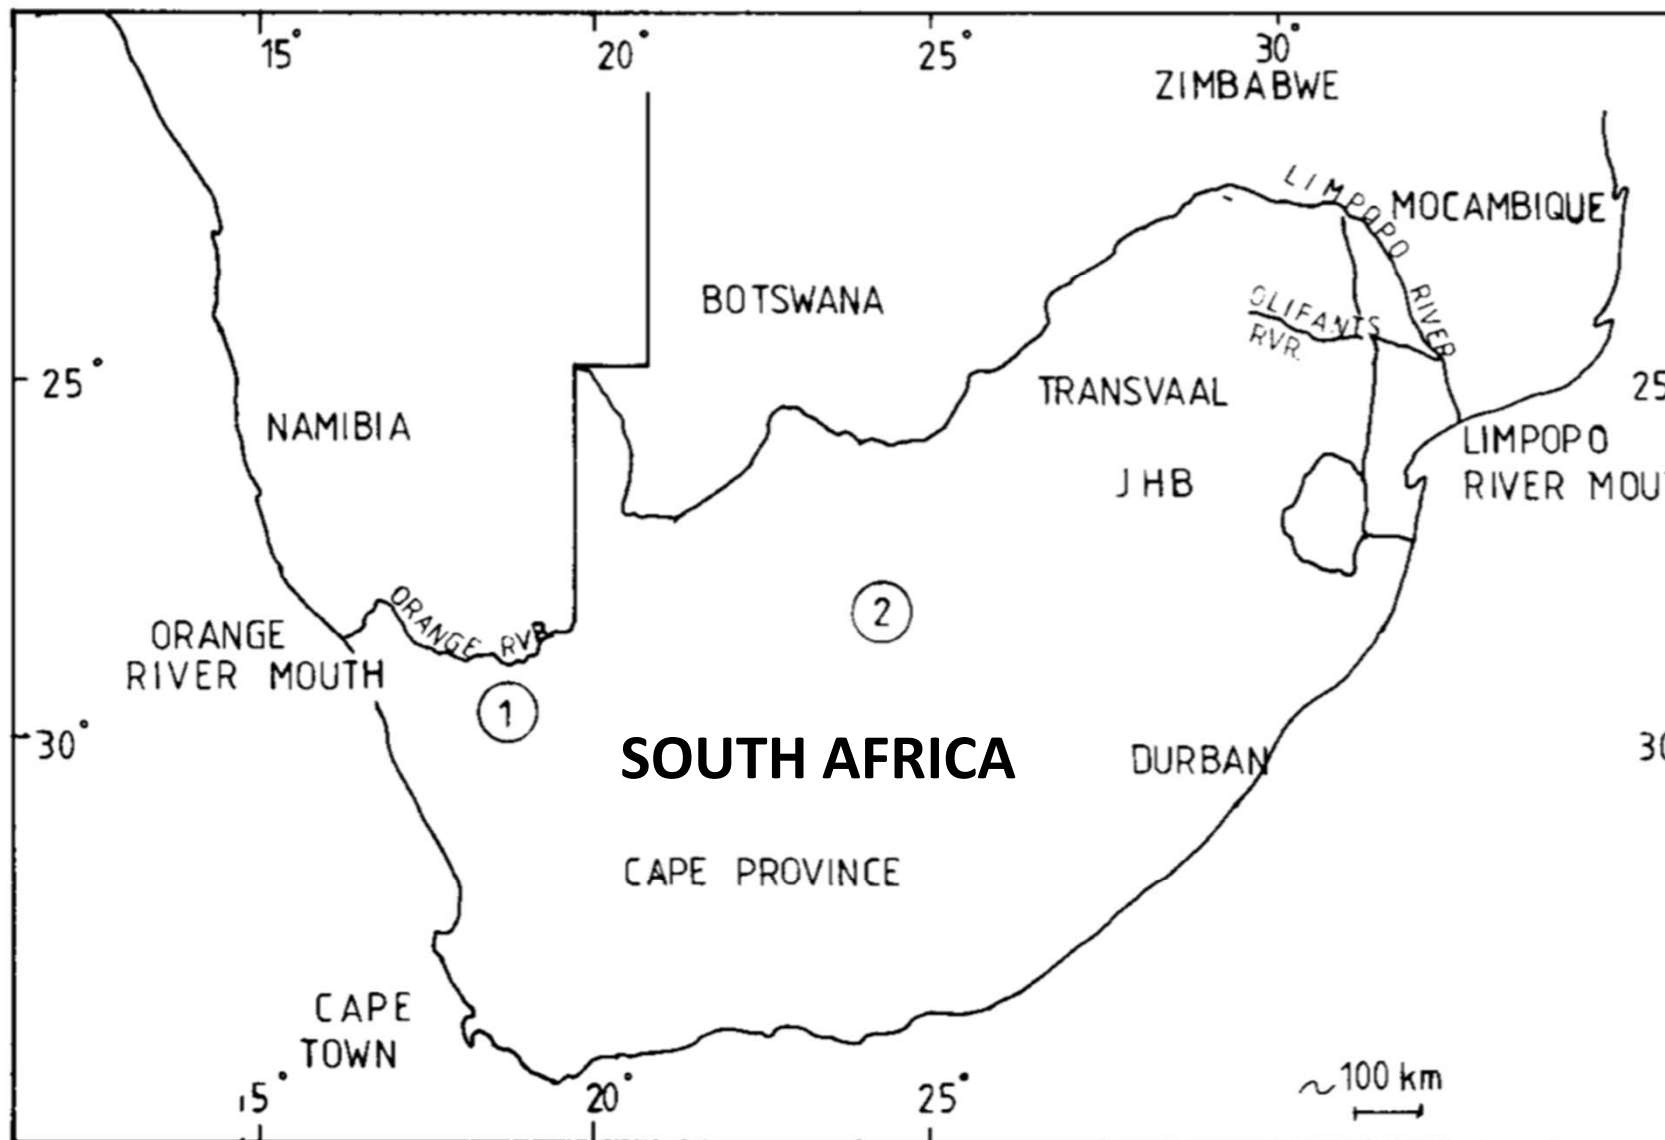 15°
20°
25°
30°
ZIMBABWE
LIMPOPO RIVER
MOCAMBIQUE
BOTSWANA
OLIFANTS
RVR.
25°
TRANSVAAL
25
NAMIBIA
LIMPOPO
RIVER MOU
JHB
ORANGE RVR
ORANGE
RIVER MOUTH
2
1
30°
SOUTH AFRICA
DURBAN
30
CAPE PROVINCE
CAPE
TOWN
~100 km
15°
20°
25°